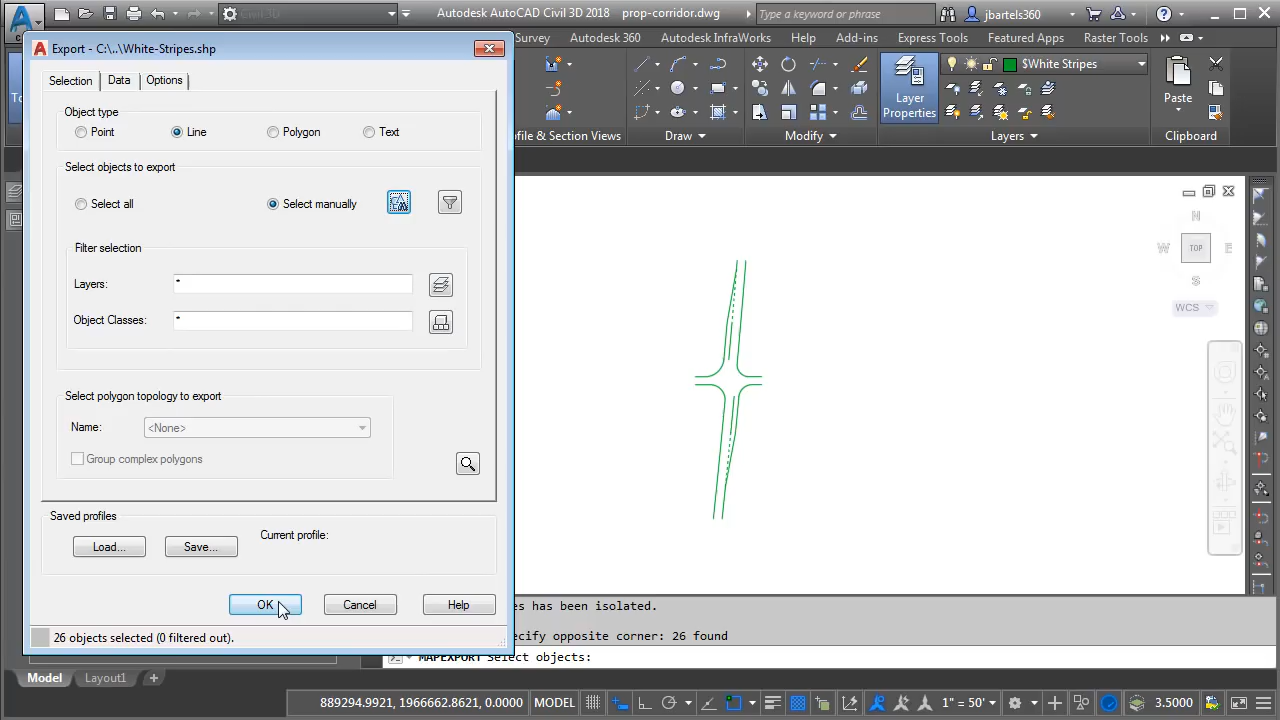 A Civil 3D Autodesk AutoCAD Civil 3D 2018 prop-corridor.dwg Type a keyword or phrase jbartels360
Export - C:\...\White-Stripes.shp
Survey Autodesk 360 Autodesk InfraWorks Help Add-ins Express Tools Featured Apps Raster Tools
Selection Data Options
$White Stripes
Layer
Properties
Paste
To
Object type
Point Line Polygon Text
file & Section Views Draw Modify Layers Clipboard
Select objects to export
Select all Select manually
Filter selection
Layers: *
Object Classes: *
N
W TOP E
S
WCS
Select polygon topology to export
Name: <None>
Group complex polygons
Saved profiles
Current profile:
Load... Save...
OK Cancel Help
es has been isolated.
ecify opposite corner: 26 found
26 objects selected (0 filtered out).
MAPEXPORT Select objects:
Model Layout1 +
889294.9921, 1966662.8621, 0.0000 MODEL 1" = 50' 3.5000